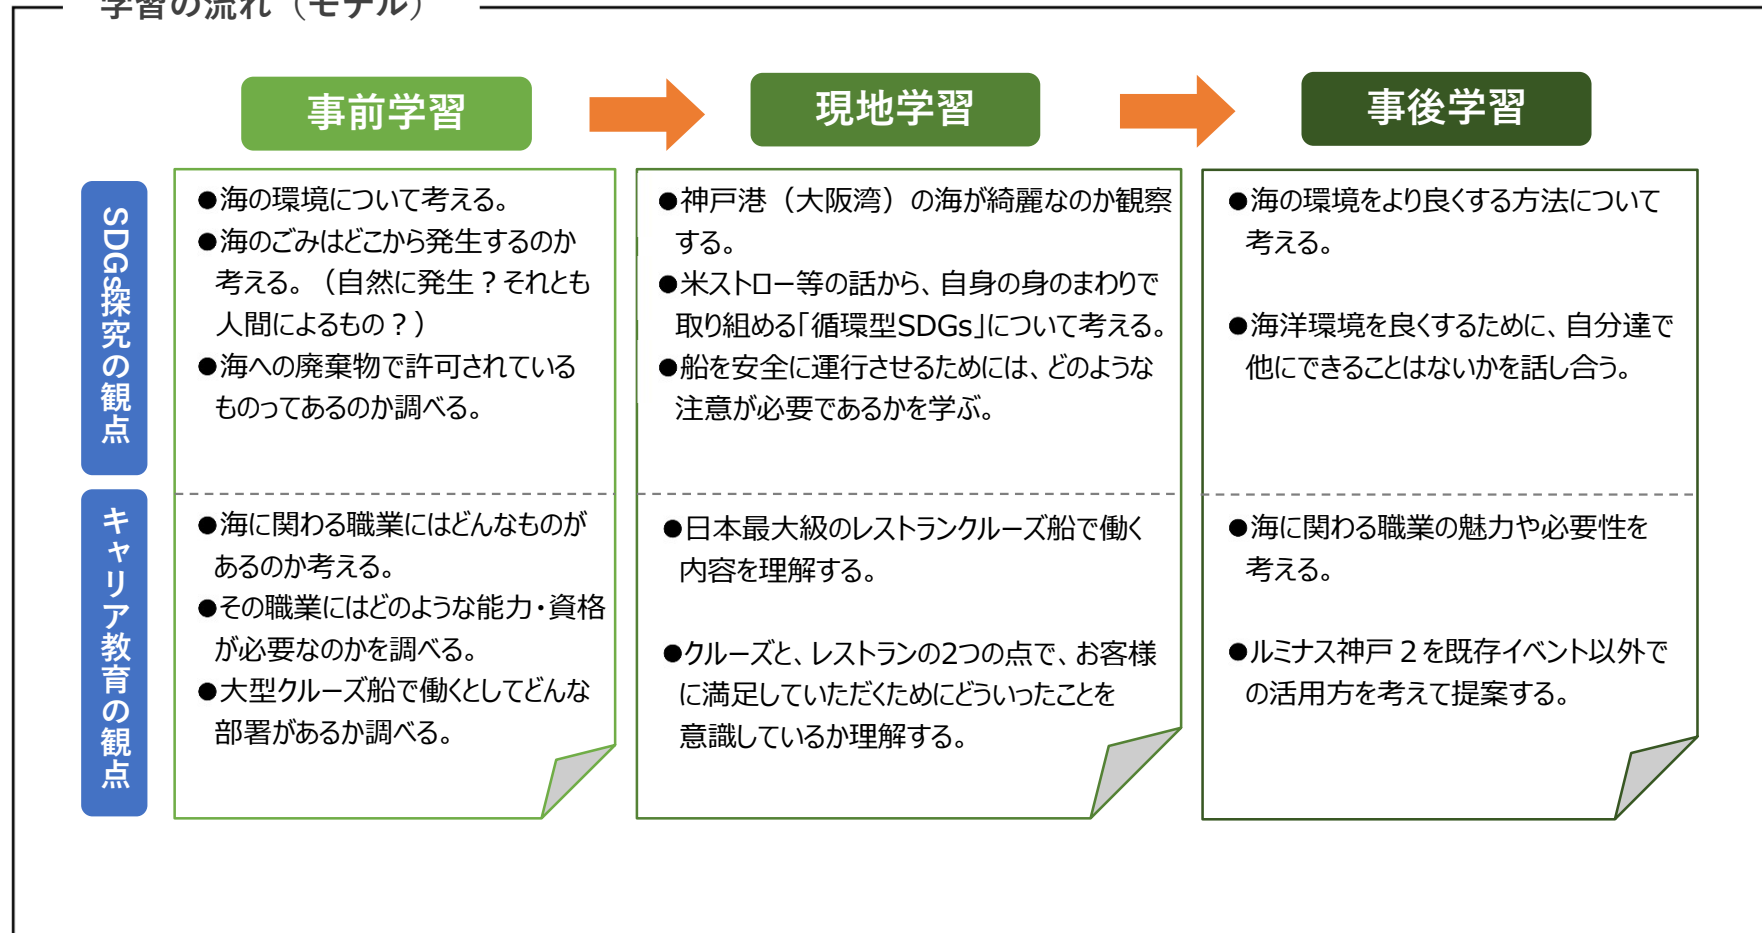 学習の流れ（モデル）
事前学習
現地学習
事後学習
SDGs探究の観点
●海の環境について考える。
●海のごみはどこから発生するのか
考える。（自然に発生？それとも
人間によるもの？）
●海への廃棄物で許可されている
ものってあるのか調べる。
●神戸港（大阪湾）の海が綺麗なのか観察
する。
●米ストロー等の話から、自身の身のまわりで
取り組める「循環型SDGs」について考える。
●船を安全に運行させるためには、どのような
注意が必要であるかを学ぶ。
●海の環境をより良くする方法について
考える。
●海洋環境を良くするために、自分達で
他にできることはないかを話し合う。
キャリア教育の観点
●海に関わる職業にはどんなものが
あるのか考える。
●その職業にはどのような能力・資格
が必要なのかを調べる。
●大型クルーズ船で働くとしてどんな
部署があるか調べる。
●日本最大級のレストランクルーズ船で働く
内容を理解する。
●クルーズと、レストランの2つの点で、お客様
に満足していただくためにどういったことを
意識しているか理解する。
●海に関わる職業の魅力や必要性を
考える。
●ルミナス神戸２を既存イベント以外で
の活用方を考えて提案する。